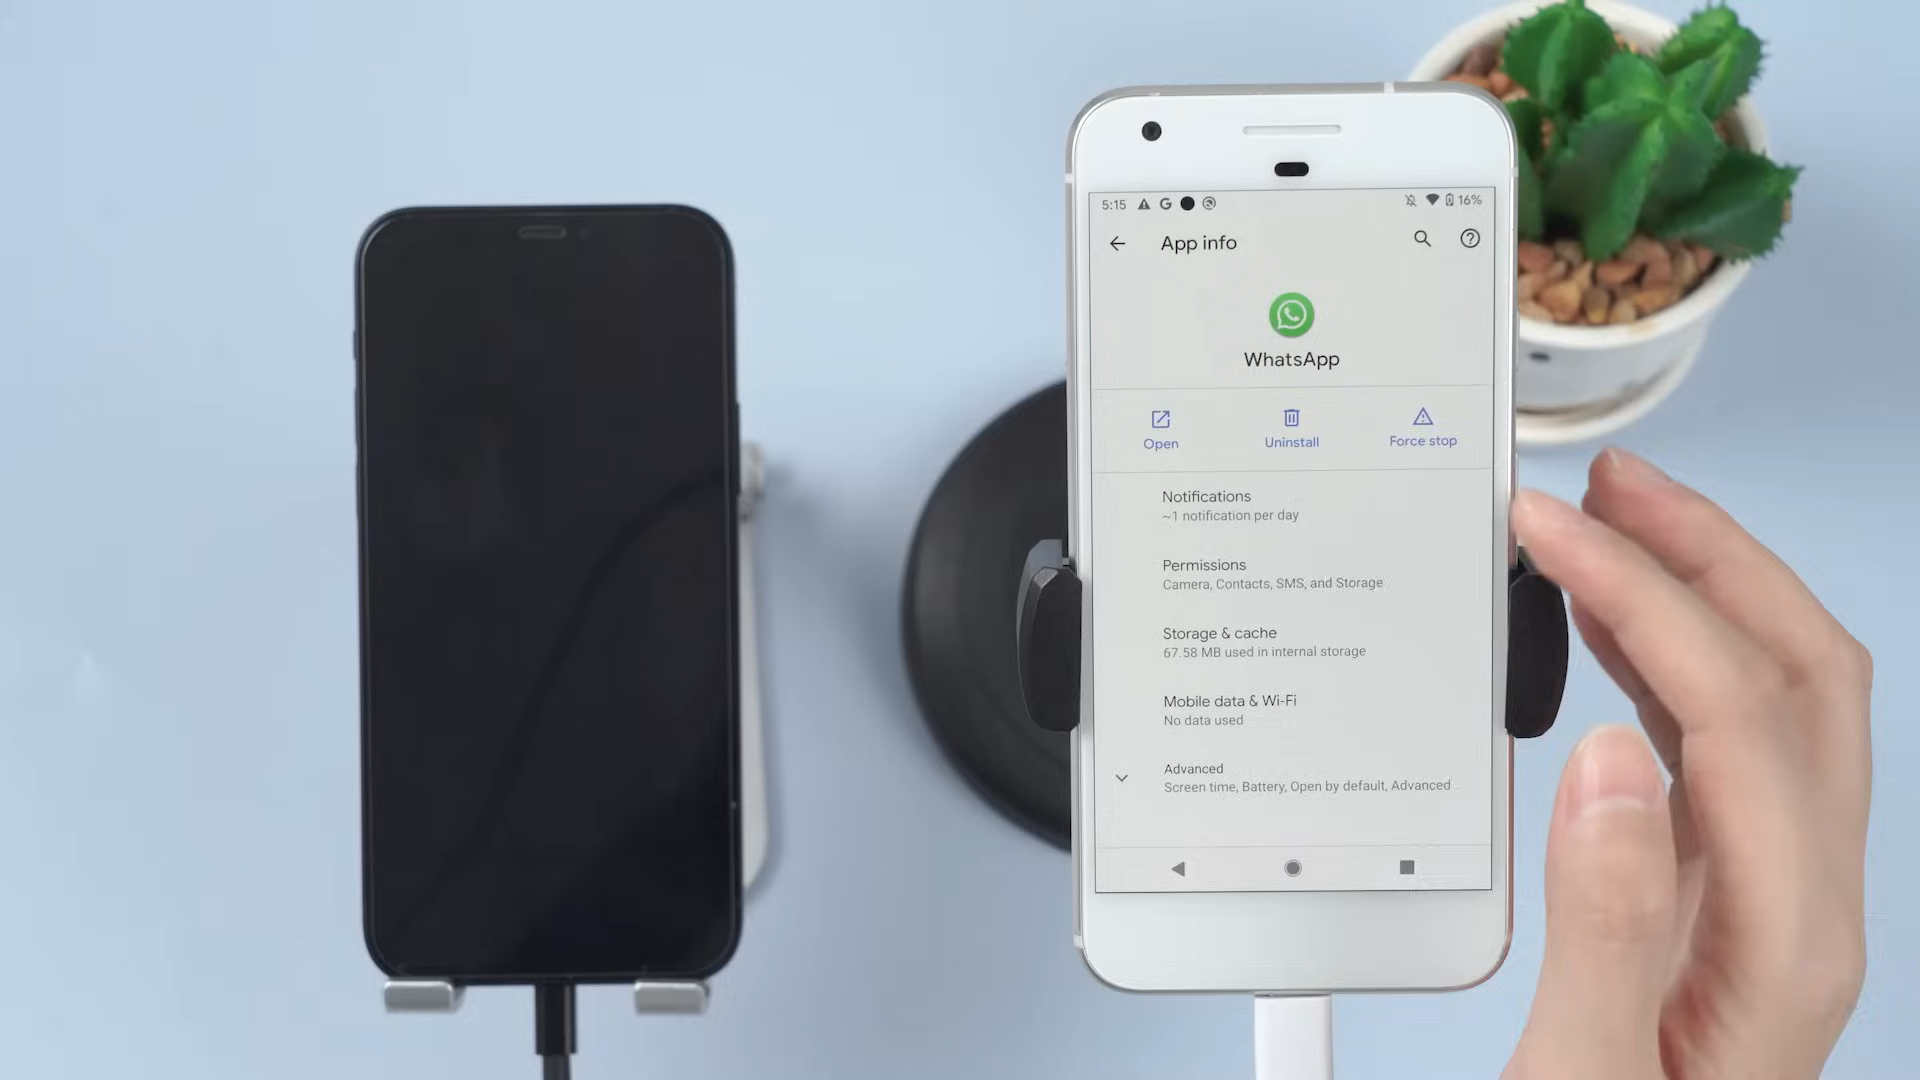 5:15 G 16%
App info
WhatsApp
Open Uninstall Force stop
Notifications
~1 notification per day
Permissions
Camera, Contacts, SMS, and Storage
Storage & cache
67.58 MB used in internal storage
Mobile data & Wi-Fi
No data used
Advanced
Screen time, Battery, Open by default, Advanced